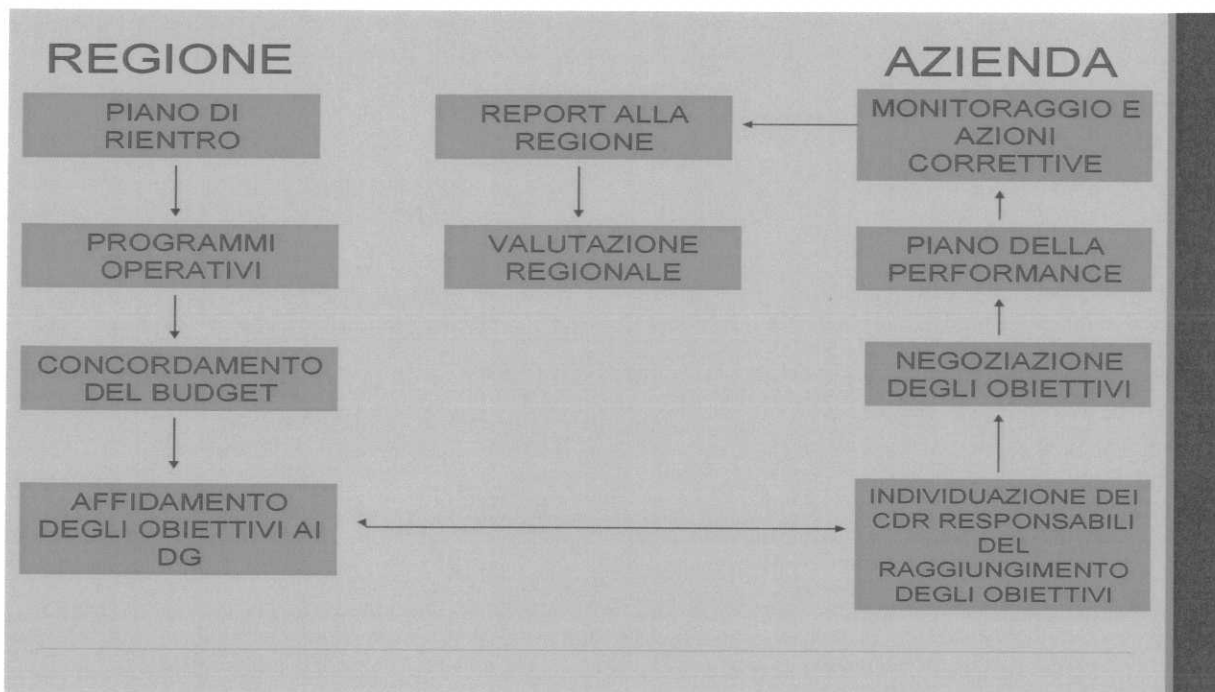 REGIONE
PIANO DI
RIENTRO
PROGRAMMI
OPERATIVI
CONCORDAMENTO
DEL BUDGET
AFFIDAMENTO
DEGLI OBIETTIVI AI
DG
REPORT ALLA
REGIONE
VALUTAZIONE
REGIONALE
AZIENDA
MONITORAGGIO E
AZIONI
CORRETTIVE
PIANO DELLA
PERFORMANCE
NEGOZIAZIONE
DEGLI OBIETTIVI
INDIVIDUAZIONE DEI
CDR RESPONSABILI
DEL
RAGGIUNGIMENTO
DEGLI OBIETTIVI